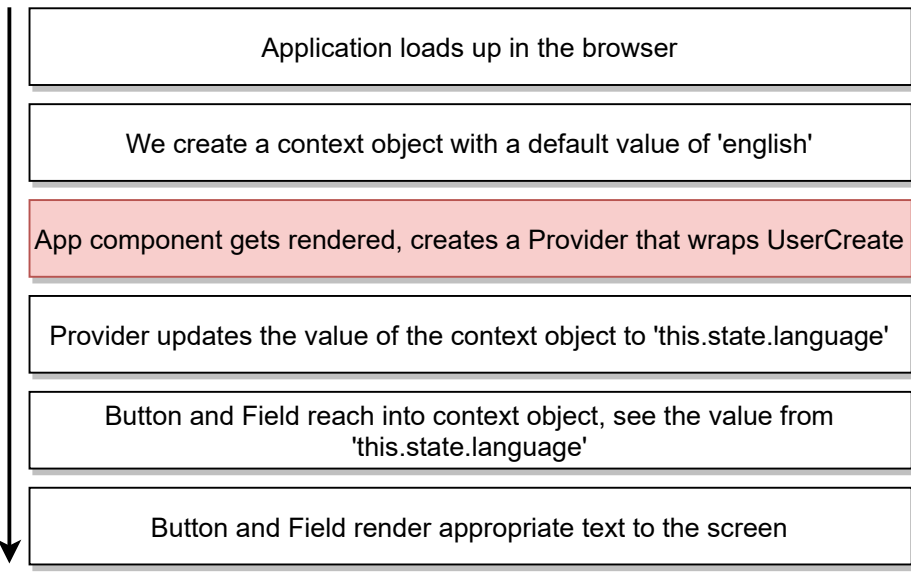 Application loads up in the browser
We create a context object with a default value of 'english'
App component gets rendered, creates a Provider that wraps UserCreate
Provider updates the value of the context object to 'this.state.language'
Button and Field reach into context object, see the value from
'this.state.language'
Button and Field render appropriate text to the screen